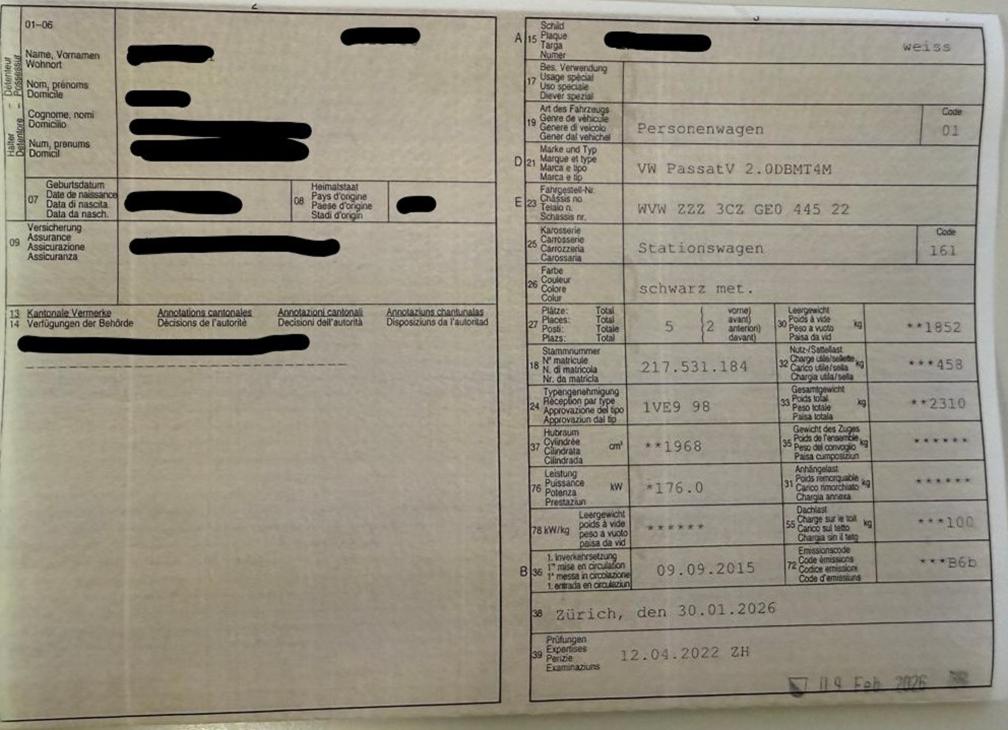 2
01-06
Halter - Détenteur
Detentore - Possessur
Name, Vornamen
Wohnort
Nom, prénoms
Domicile
Cognome, nomi
Domicilio
Num, prenums
Domicil
07 Geburtsdatum
Date de naissance
Data di nascita
Data da nasch.
08 Heimatstaat
Pays d'origine
Paese d'origine
Stadi d'origin
09 Versicherung
Assurance
Assicurazione
Assicuranza
13 Kantonale Vermerke Annotations cantonales Annotazioni cantonali Annotaziuns chantunalas
14 Verfügungen der Behörde Décisions de l'autorité Decisioni dell'autorità Disposiziuns da l'autoritad
3
A 15 Schild
Plaque
Targa
Numer
weiss
17 Bes. Verwendung
Usage spécial
Uso speciale
Diever spezial
19 Art des Fahrzeugs
Genre de véhicule
Genere di veicolo
Gener dal vehichel
Personenwagen
Code
01
D 21 Marke und Typ
Marque et type
Marca e tipo
Marca e tip
VW PassatV 2.0DBMT4M
E 23 Fahrgestell-Nr.
Châssis no
Telaio n.
Schassis nr.
WVW ZZZ 3CZ GE0 445 22
25 Karosserie
Carrosserie
Carrozzeria
Carossaria
Stationswagen
Code
161
26 Farbe
Couleur
Colore
Colur
schwarz met.
27 Plätze: Total
Places: Total
Posti: Totale
Plazs: Total
5 2
vorne)
avant)
anteriori)
davant)
30 Leergewicht
Poids à vide
Peso a vuoto
Paisa da vid
kg
**1852
18 Stammnummer
N° matricule
N. di matricola
Nr. da matricla
217.531.184
32 Nutz-/Sattellast
Charge utile/sellette
Carico utile/sella
Chargia utila/sella
kg
***458
24 Typengenehmigung
Réception par type
Approvazione del tipo
Approvaziun dal tip
1VE9 98
33 Gesamtgewicht
Poids total
Peso totale
Paisa totala
kg
**2310
37 Hubraum
Cylindrée
Cilindrata
Cilindrada
cm³
**1968
35 Gewicht des Zuges
Poids de l'ensemble
Peso del convoglio
Paisa cumposiziun
kg
******
76 Leistung
Puissance
Potenza
Prestaziun
kW
*176.0
31 Anhängelast
Poids remorquable
Carico rimorchiato
Chargia annexa
kg
******
78 kW/kg
Leergewicht
poids à vide
peso a vuoto
paisa da vid
******
55 Dachlast
Charge sur le toit
Carico sul tetto
Chargia sin il tetg
kg
***100
B 36 1. Inverkehrsetzung
1re mise en circulation
1a messa in circolazione
1. entrada en circulaziun
09.09.2015
72 Emissionscode
Code émissions
Codice emissioni
Code d'emissiuns
***B6b
38 Zürich, den 30.01.2026
39 Prüfungen
Expertises
Perizie
Examinaziuns
12.04.2022 ZH
Feb. 2026